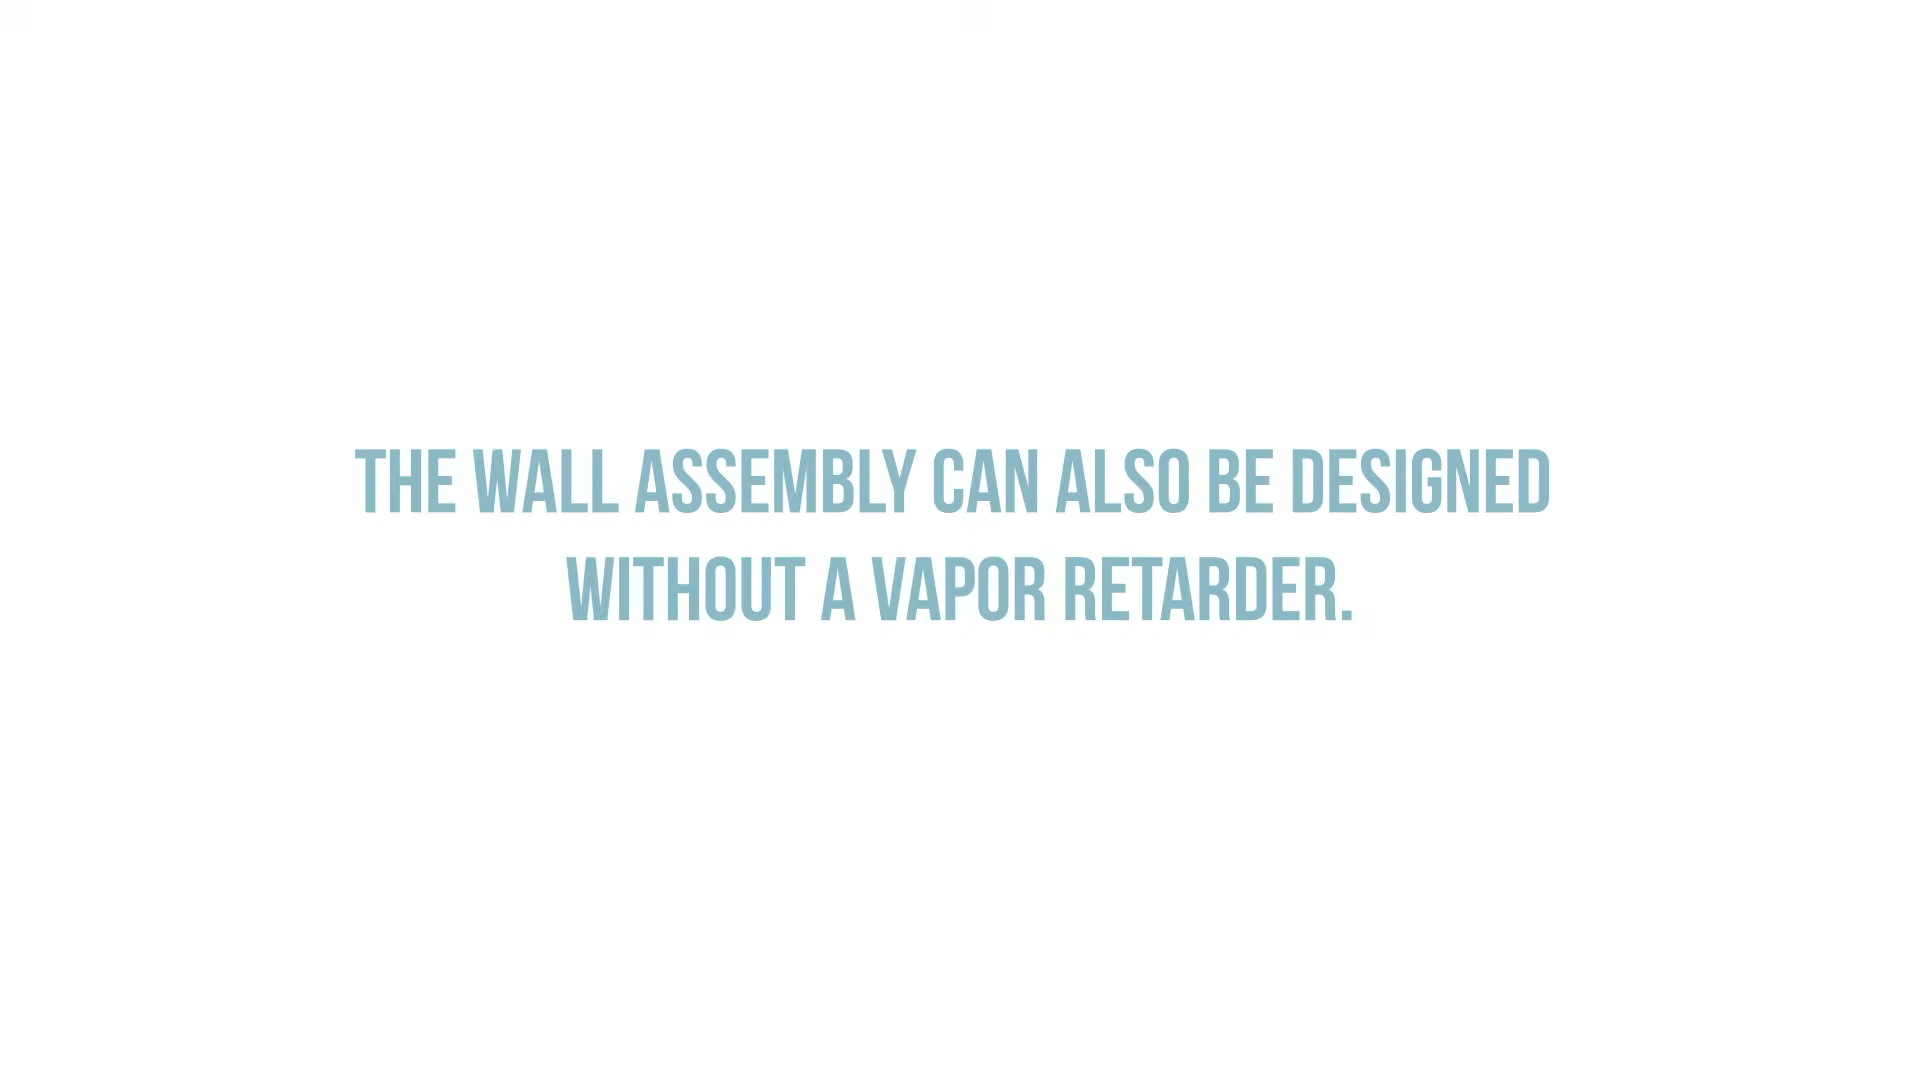 THE WALL ASSEMBLY CAN ALSO BE DESIGNED
WITHOUT A VAPOR RETARDER.